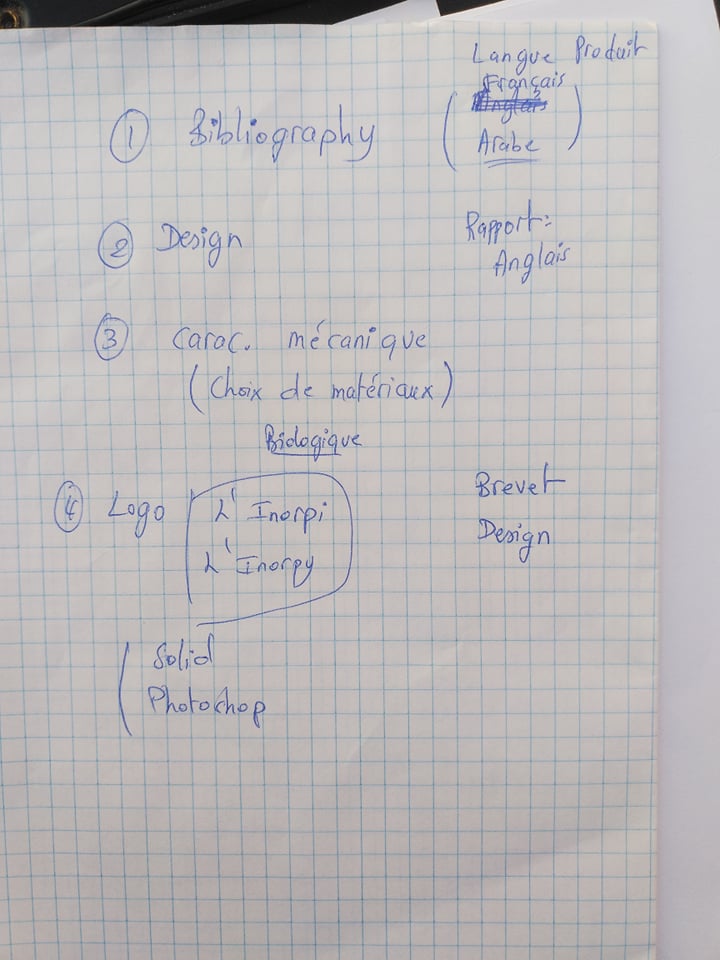 Langue Produit
Français
Anglais
① Bibliography
Arabe
② Design
Rapport:
Anglais
③ Carac. mécanique
(Choix de matériaux)
Biologique
④ Logo
L'Inorpi
L'Inorpy
Brevet
Design
Solid
Photochop